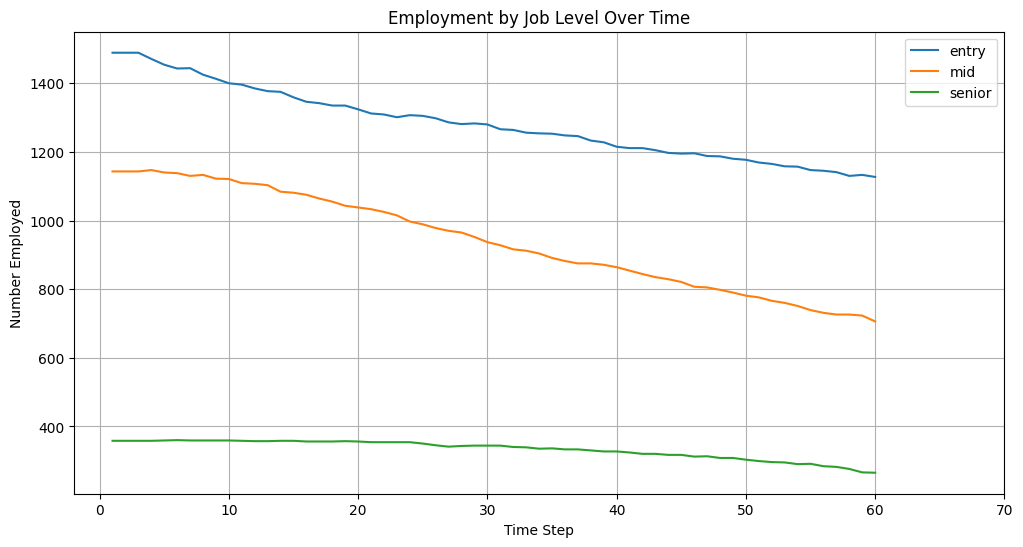 Employment by Job Level Over Time
entry
mid
senior
Number Employed
1400
1200
1000
800
600
400
0 10 20 30 40 50 60 70
Time Step